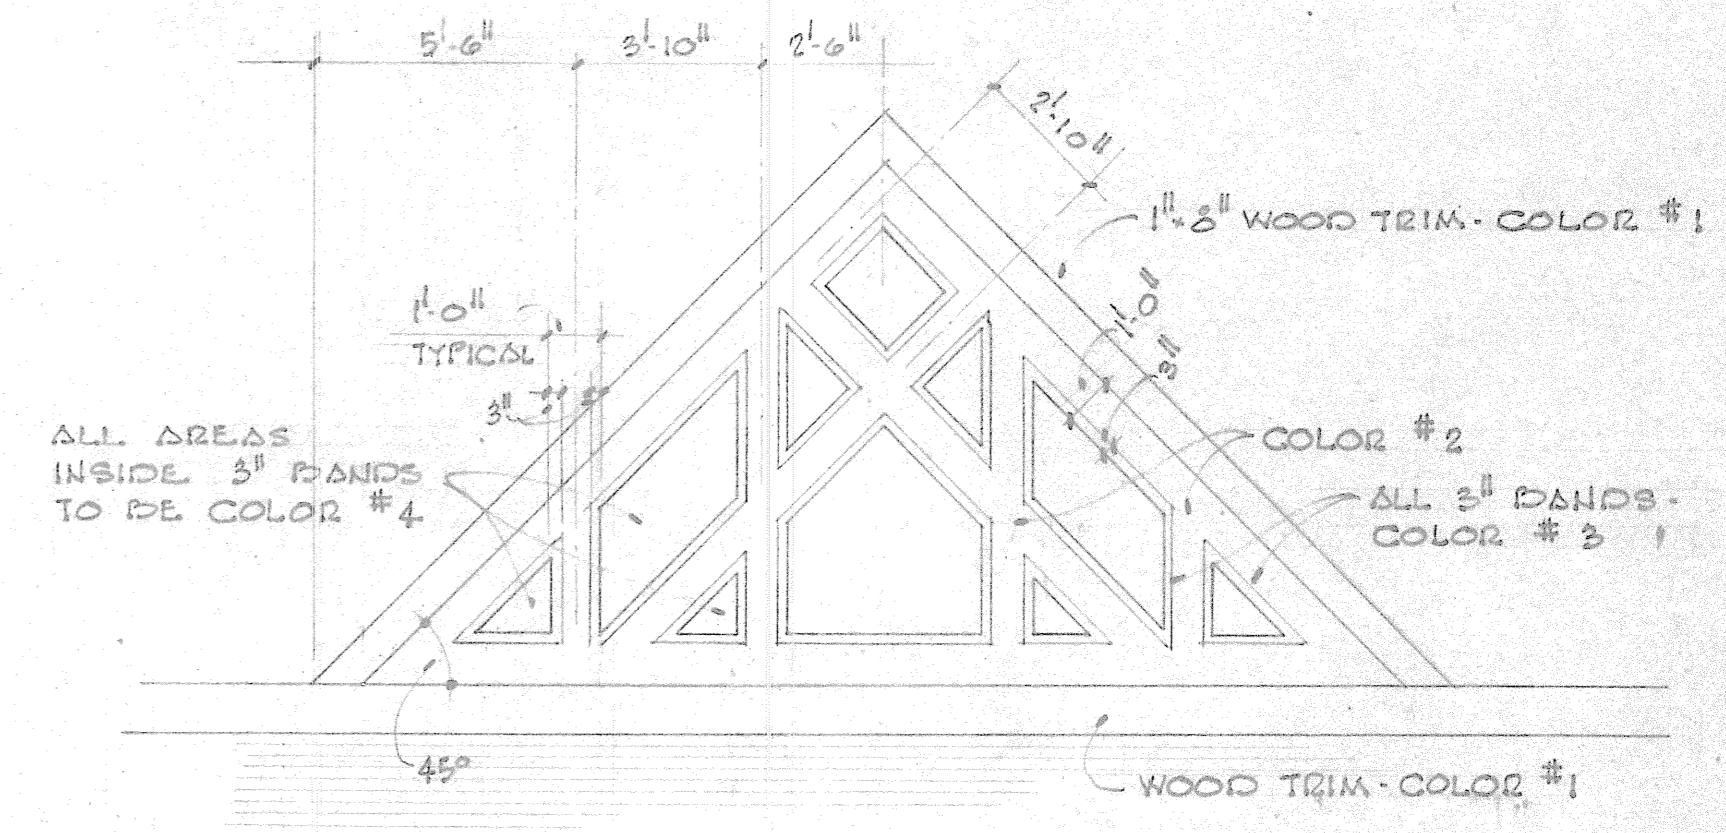 5'-6" 3'-10" 2'-6"
2'-10"
1"x8" WOOD TRIM - COLOR #1
1'-0"
TYPICAL
1'-0"
3"
3"
ALL AREAS
INSIDE 3" BANDS
TO BE COLOR #4
COLOR #2
ALL 3" BANDS -
COLOR #3
45°
WOOD TRIM - COLOR #1